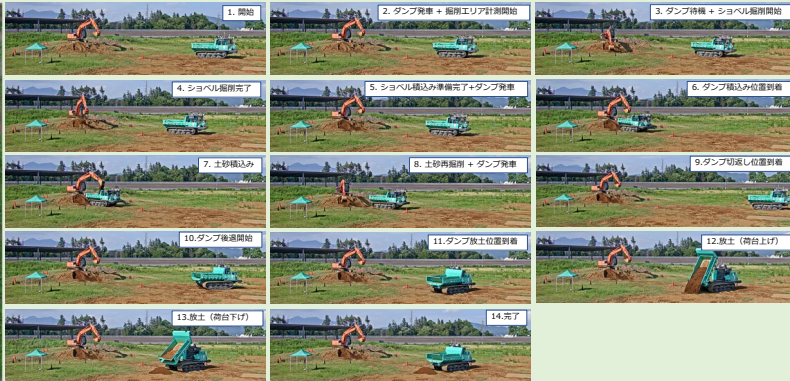 1. 開始
2. ダンプ発車 + 掘削エリア計測開始
3. ダンプ待機 + ショベル掘削開始
4. ショベル掘削完了
5. ショベル積込み準備完了+ダンプ発車
6. ダンプ積込み位置到着
7. 土砂積込み
8. 土砂再掘削 + ダンプ発車
9.ダンプ切返し位置到着
10.ダンプ後退開始
11.ダンプ放土位置到着
12.放土（荷台上げ）
13.放土（荷台下げ）
14.完了